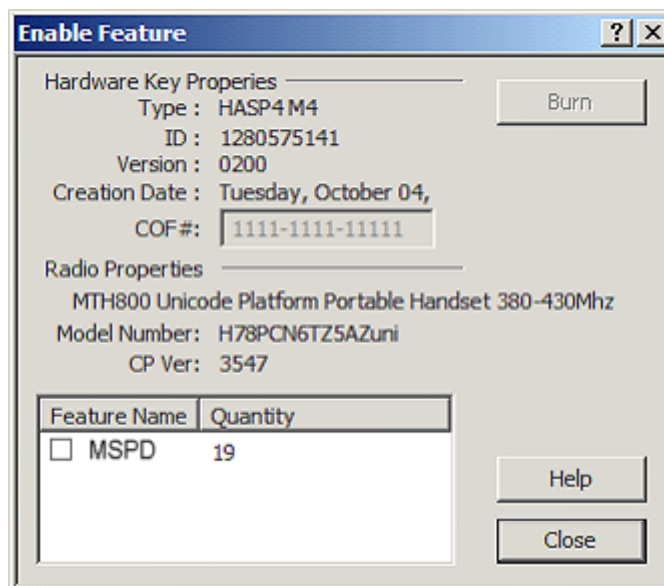 Enable Feature
Hardware Key Properies
Burn
Type : HASP4 M4
ID : 1280575141
Version : 0200
Creation Date : Tuesday, October 04,
COF#: 1111-1111-11111
Radio Properties
MTH800 Unicode Platform Portable Handset 380-430Mhz
Model Number: H78PCN6TZ5AZuni
CP Ver: 3547
Feature Name Quantity
MSPD 19
Help
Close